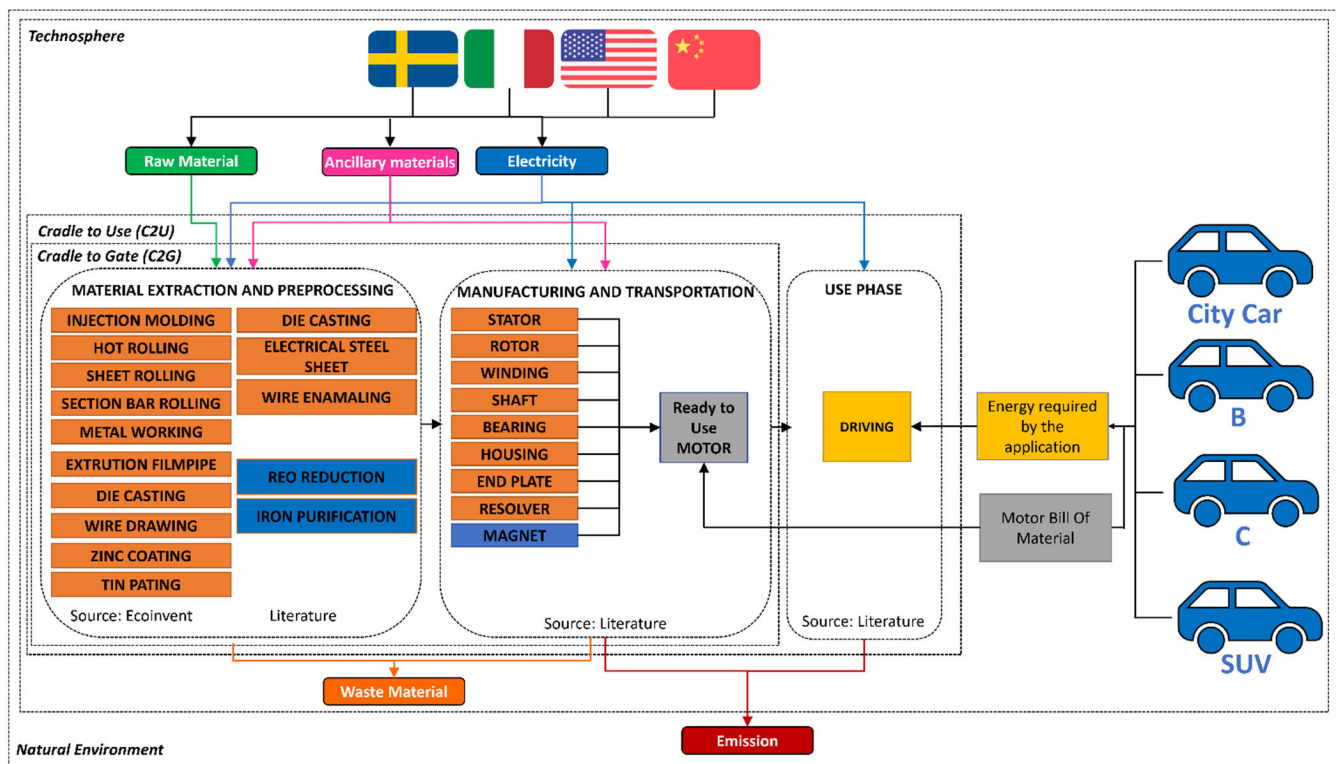 Technosphere
Raw Material
Ancillary materials
Electricity
Cradle to Use (C2U)
Cradle to Gate (C2G)
MATERIAL EXTRACTION AND PREPROCESSING
INJECTION MOLDING
HOT ROLLING
SHEET ROLLING
SECTION BAR ROLLING
METAL WORKING
EXTRUTION FILMPIPE
DIE CASTING
WIRE DRAWING
ZINC COATING
TIN PATING
DIE CASTING
ELECTRICAL STEEL
SHEET
WIRE ENAMALING
REO REDUCTION
IRON PURIFICATION
Source: Ecoinvent
Literature
MANUFACTURING AND TRANSPORTATION
STATOR
ROTOR
WINDING
SHAFT
BEARING
HOUSING
END PLATE
RESOLVER
MAGNET
Ready to
Use
MOTOR
Source: Literature
USE PHASE
DRIVING
Source: Literature
Energy required
by the
application
Motor Bill Of
Material
City Car
B
C
SUV
Waste Material
Emission
Natural Environment